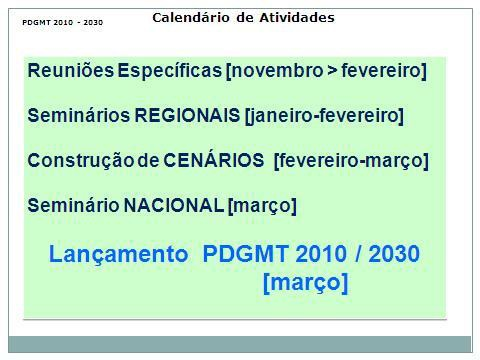 PDGMT 2010 - 2030
Calendário de Atividades
Reuniões Específicas [novembro > fevereiro]
Seminários REGIONAIS [janeiro-fevereiro]
Construção de CENÁRIOS [fevereiro-março]
Seminário NACIONAL [março]
Lançamento PDGMT 2010 / 2030
[março]